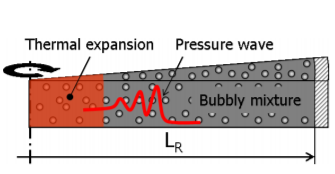 Thermal expansion Pressure wave
Bubbly mixture
LR